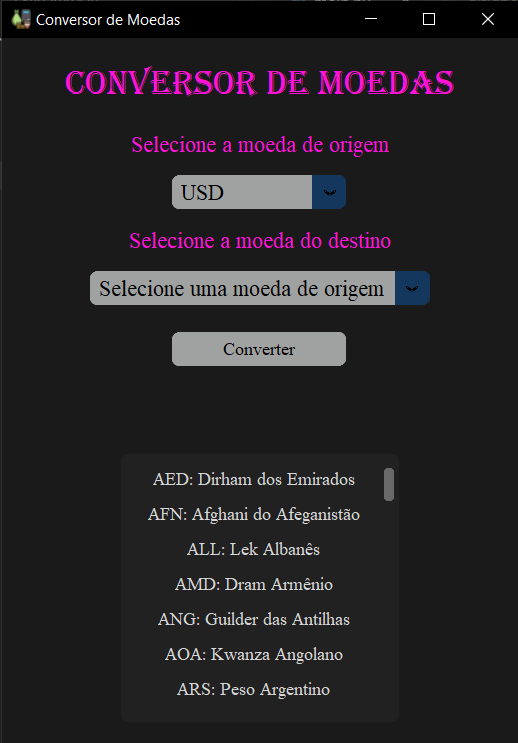 Conversor de Moedas
CONVERSOR DE MOEDAS
Selecione a moeda de origem
USD
Selecione a moeda do destino
Selecione uma moeda de origem
Converter
AED: Dirham dos Emirados
AFN: Afghani do Afeganistão
ALL: Lek Albanês
AMD: Dram Armênio
ANG: Guilder das Antilhas
AOA: Kwanza Angolano
ARS: Peso Argentino